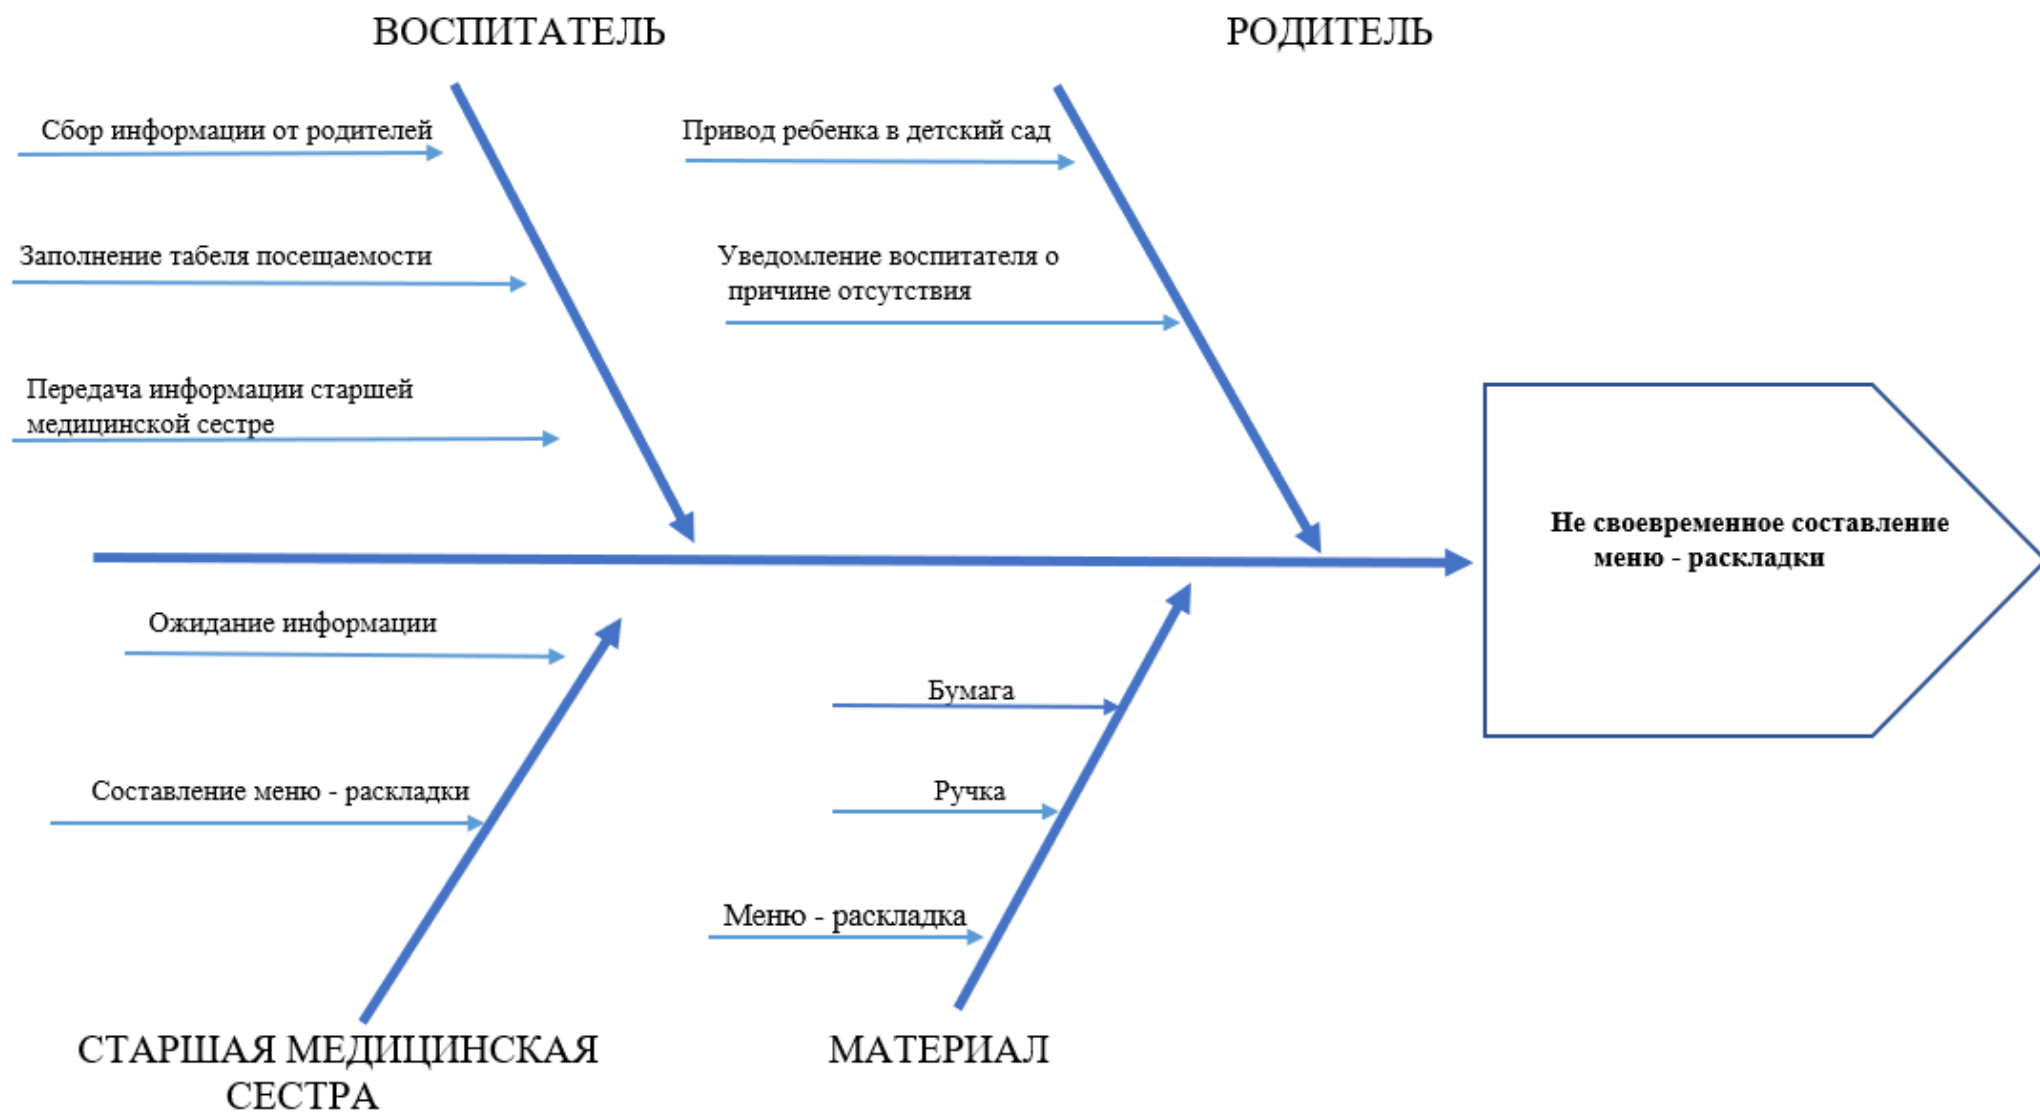 ВОСПИТАТЕЛЬ
РОДИТЕЛЬ
Сбор информации от родителей
Привод ребенка в детский сад
Заполнение табеля посещаемости
Уведомление воспитателя о
причине отсутствия
Передача информации старшей
медицинской сестре
Не своевременное составление
меню - раскладки
Ожидание информации
Бумага
Составление меню - раскладки
Ручка
Меню - раскладка
СТАРШАЯ МЕДИЦИНСКАЯ
СЕСТРА
МАТЕРИАЛ